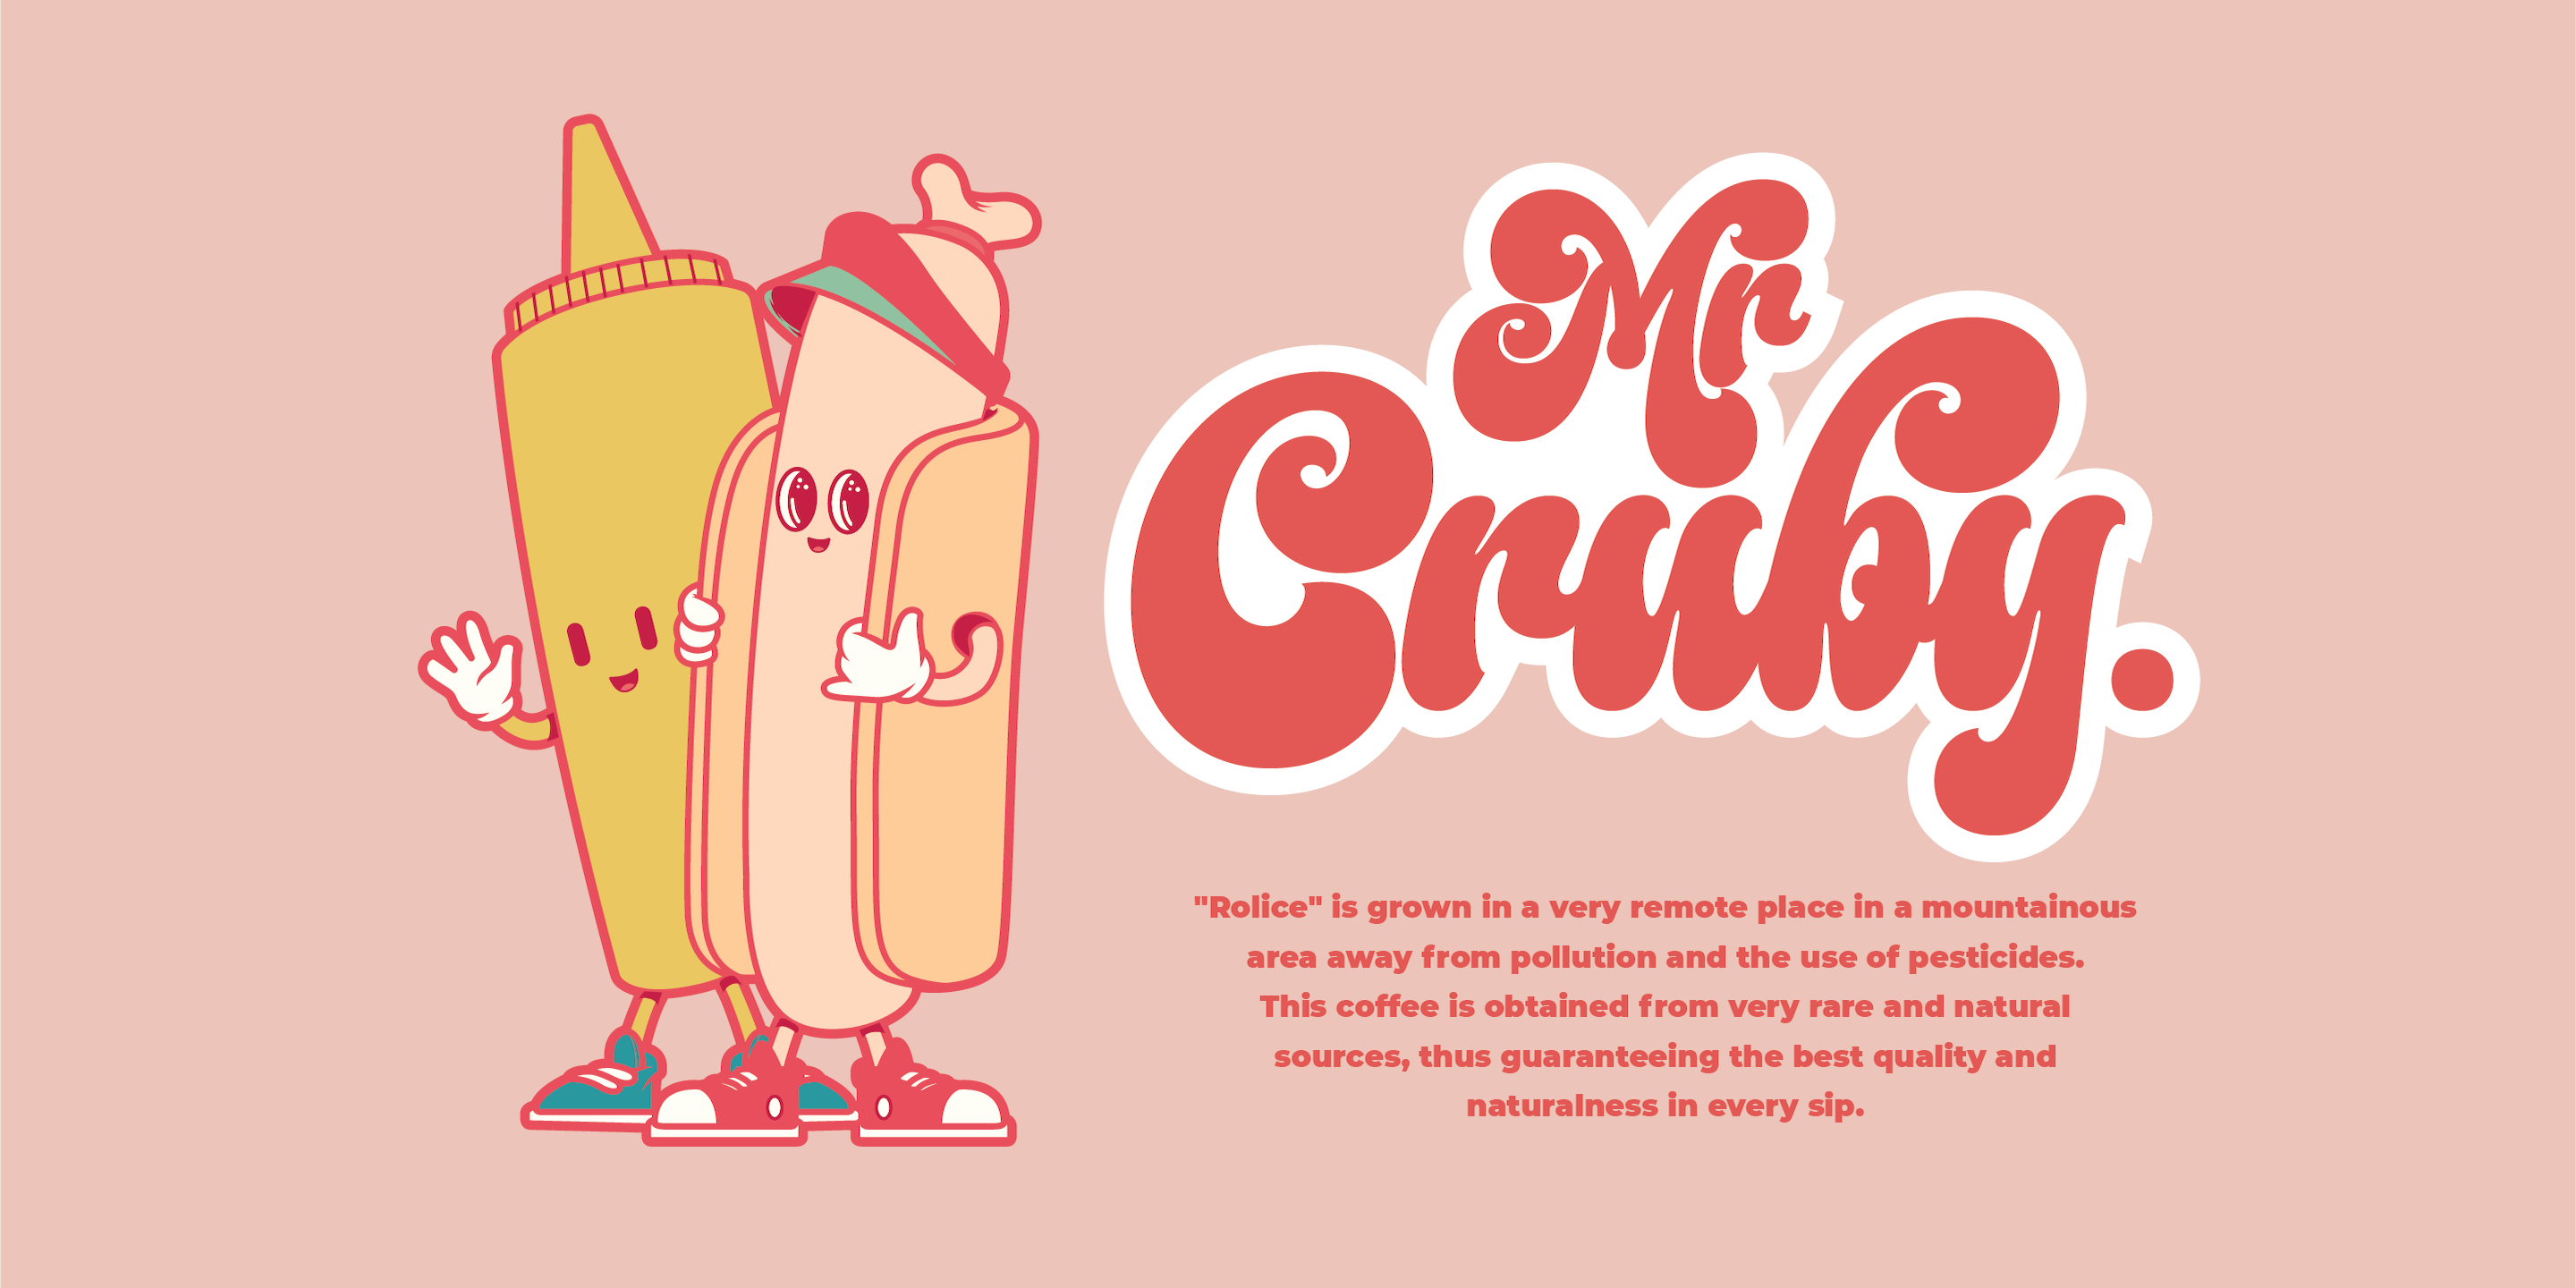 Mr
Cruby.
"Rolice" is grown in a very remote place in a mountainous
area away from pollution and the use of pesticides.
This coffee is obtained from very rare and natural
sources, thus guaranteeing the best quality and
naturalness in every sip.